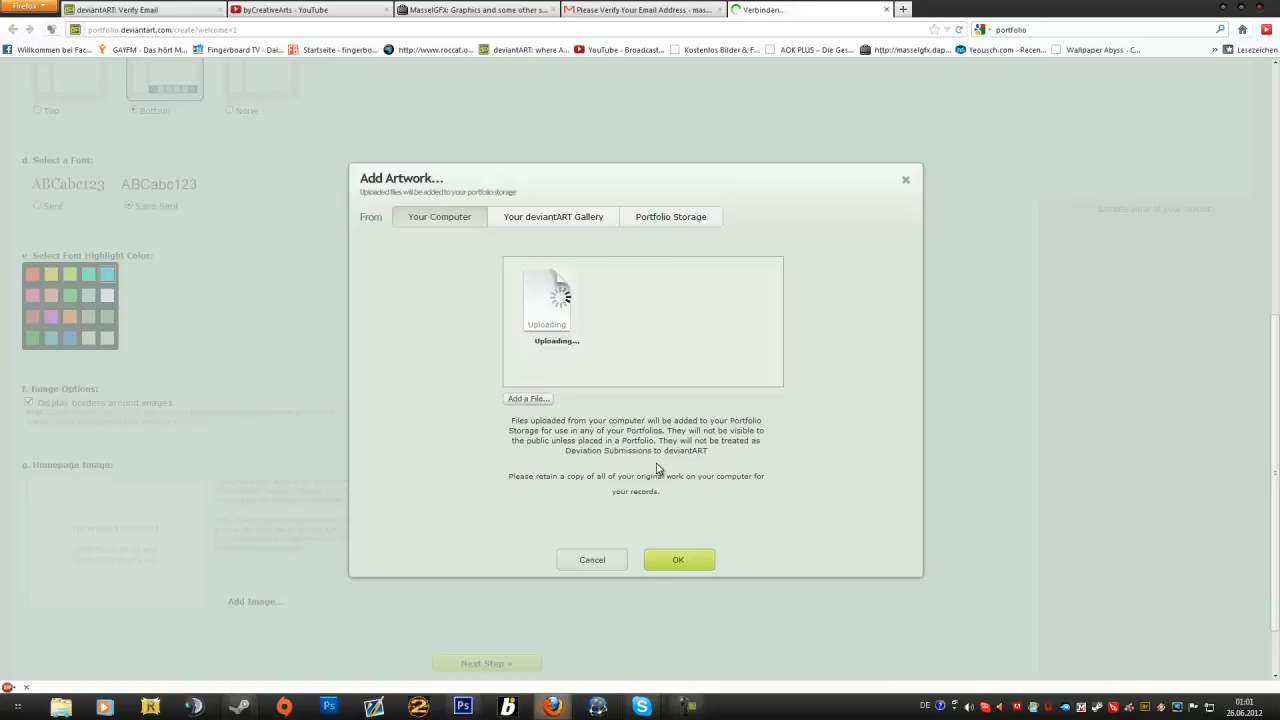 Firefox
deviantART: Verify Email
byCreativeArts - YouTube
MasselGFX: Graphics and some other s...
Please Verify Your Email Address - mas...
Verbinden...
portfolio.deviantart.com/create?welcome=1
portfolio
Willkommen bei Fac...
GAYFM - Das hört M...
Fingerboard TV - Dai...
Startseite - fingerbo...
http://www.roccat.o...
deviantART: where A...
YouTube - Broadcast...
Kostenlos Bilder & F...
AOK PLUS – Die Ges...
http://masselgfx.dap...
Yeousch.com - Recen...
Wallpaper Abyss - C...
Lesezeichen
Top
Bottom
None
d. Select a Font:
ABCabc123 ABCabc123
Serif
Sans Serif
e. Select Font Highlight Color:
f. Image Options:
Display borders around images.
g. Homepage Image:
Add Image...
Next Step »
Sample view of your layout
Add Artwork...
Uploaded files will be added to your portfolio storage
From
Your Computer
Your deviantART Gallery
Portfolio Storage
Uploading
Uploading...
Add a File...
Files uploaded from your computer will be added to your Portfolio
Storage for use in any of your Portfolios. They will not be visible to
the public unless placed in a Portfolio. They will not be treated as
Deviation Submissions to deviantART
Please retain a copy of all of your original work on your computer for
your records.
Cancel
OK
DE
01:01
26.06.2012